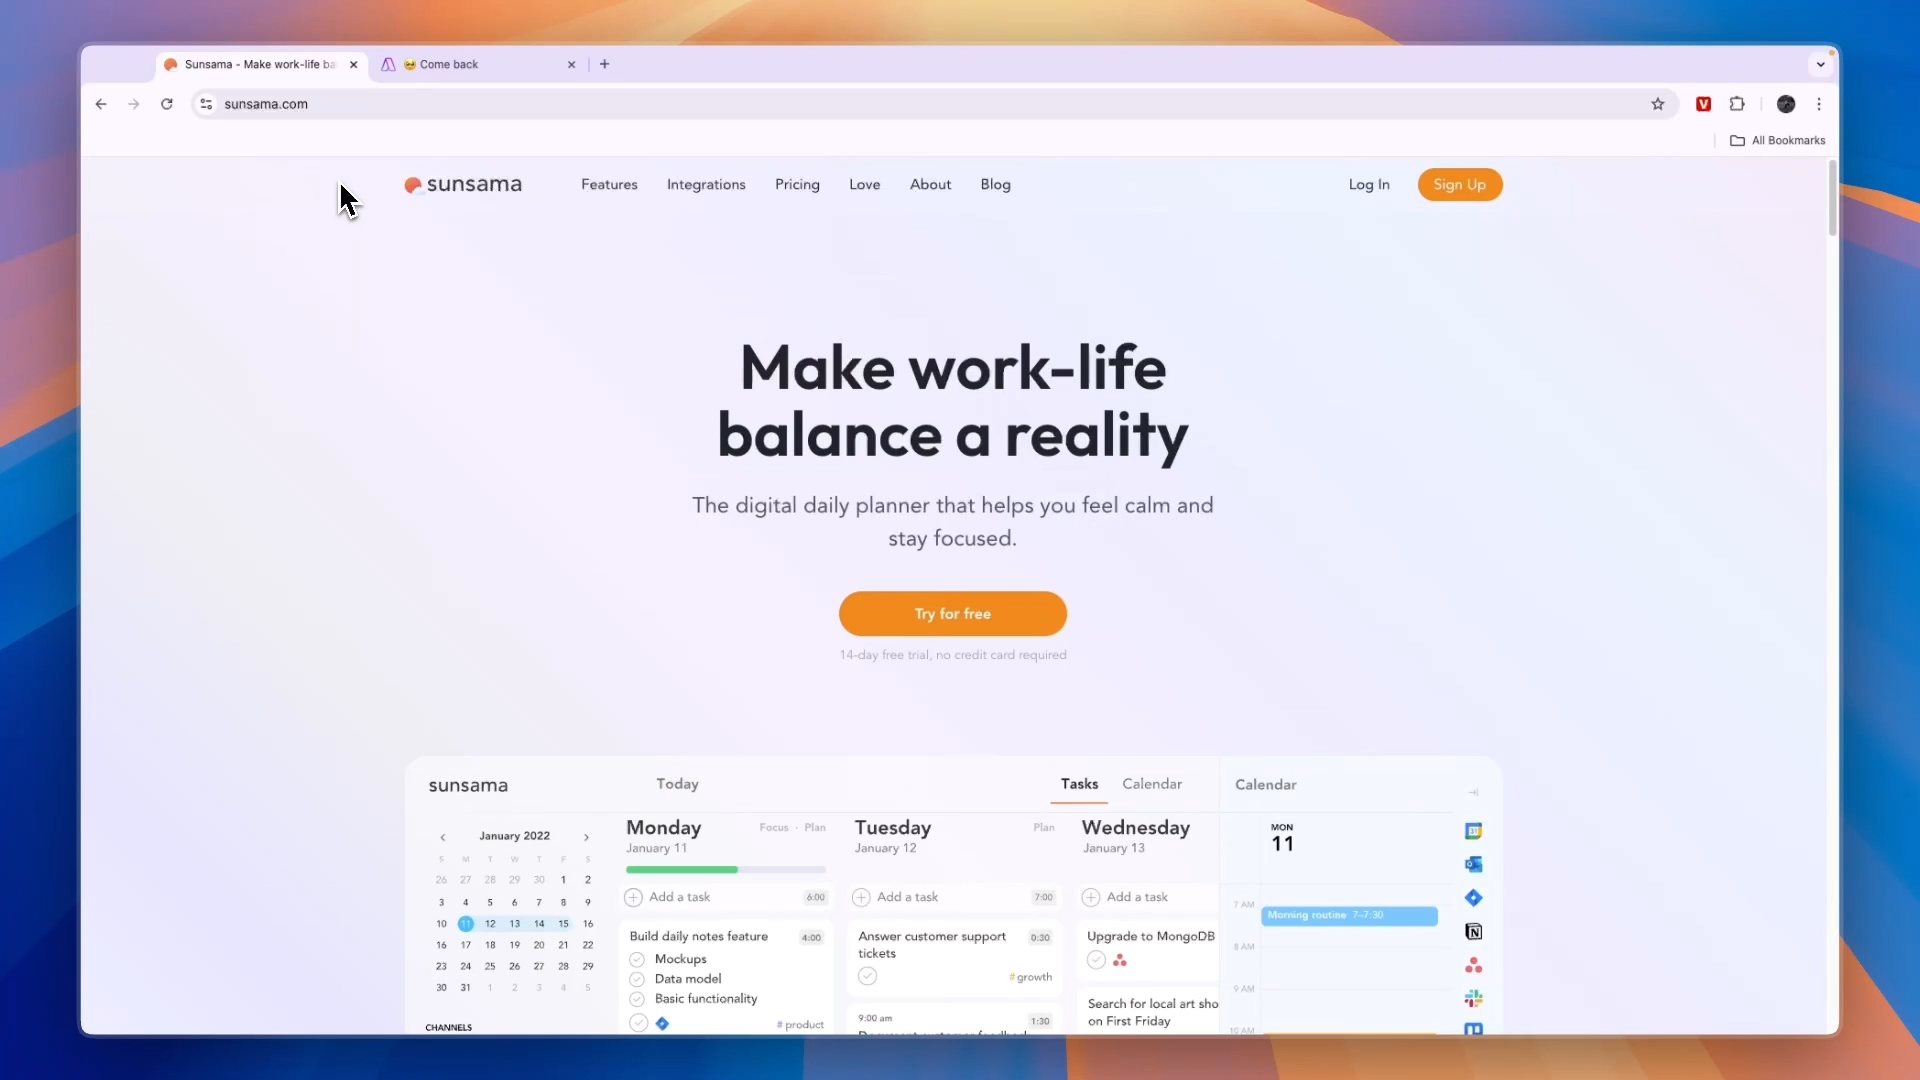 Sunsama - Make work-life ba
🥹 Come back
sunsama.com
All Bookmarks
sunsama
Features
Integrations
Pricing
Love
About
Blog
Log In
Sign Up
Make work-life
balance a reality
The digital daily planner that helps you feel calm and
stay focused.
Try for free
14-day free trial, no credit card required
sunsama
Today
Tasks
Calendar
Calendar
January 2022
S M T W T F S
26 27 28 29 30 1 2
3 4 5 6 7 8 9
10 11 12 13 14 15 16
16 17 18 19 20 21 22
23 24 25 26 27 28 29
30 31 1 2 3 4 5
CHANNELS
Monday
Focus · Plan
January 11
Add a task
6:00
Build daily notes feature
4:00
Mockups
Data model
Basic functionality
# product
Tuesday
Plan
January 12
Add a task
7:00
Answer customer support
tickets
0:30
# growth
9:00 am
1:30
Wednesday
January 13
Add a task
Upgrade to MongoDB
Search for local art sho
on First Friday
MON
11
7 AM
Morning routine 7–7:30
8 AM
9 AM
10 AM